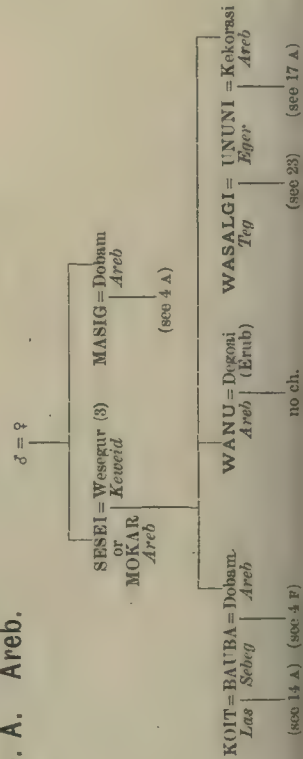 . A. Areb.
♂ = ♀
SESEI = Wesegur (3) MASIG = Dobam
or Keweid Areb
MOKAR
Areb (see 4 A)
KOIT = BAUBA = Dobam. WANU = Degoni WASALGI = UNUNI = Kekorasi
Las Sebeg Areb Areb (Erub) Teg Eger Areb
(see 14 A) (see 4 F) no ch. (see 23) (see 17 A)